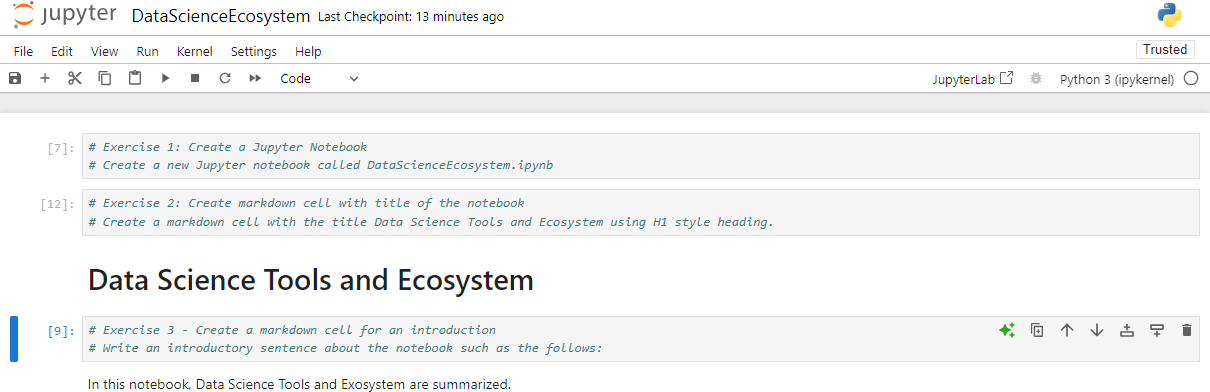 jupyter DataScienceEcosystem Last Checkpoint: 13 minutes ago
File Edit View Run Kernel Settings Help Trusted
Code JupyterLab Python 3 (ipykernel)
[7]: # Exercise 1: Create a Jupyter Notebook
# Create a new Jupyter notebook called DataScienceEcosystem.ipynb
[12]: # Exercise 2: Create markdown cell with title of the notebook
# Create a markdown cell with the title Data Science Tools and Ecosystem using H1 style heading.
Data Science Tools and Ecosystem
[9]: # Exercise 3 - Create a markdown cell for an introduction
# Write an introductory sentence about the notebook such as the follows:
In this notebook, Data Science Tools and Exosystem are summarized.